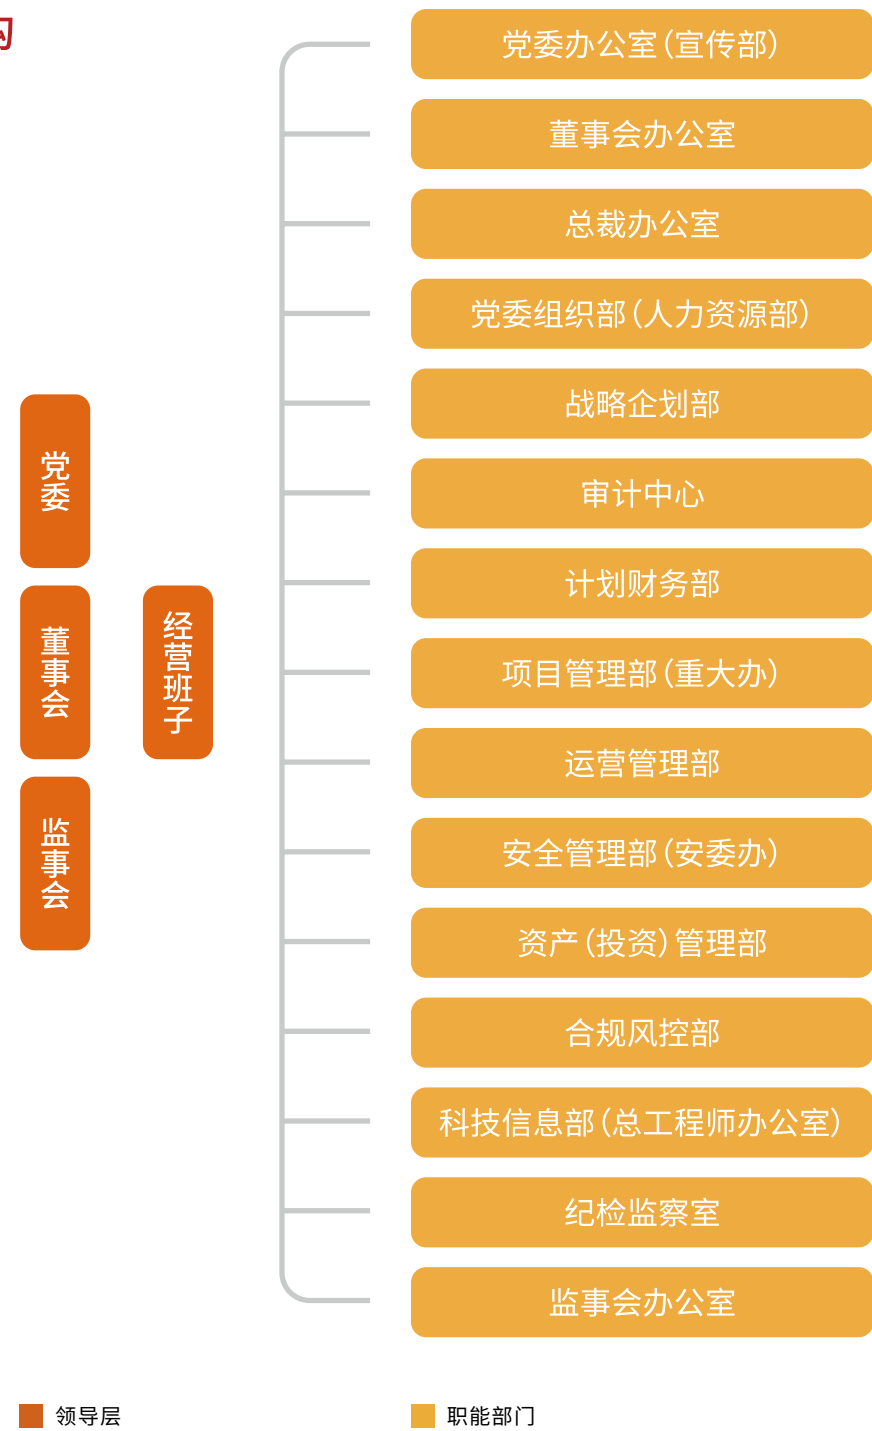 党委
董事会
监事会
经营班子
党委办公室（宣传部）
董事会办公室
总裁办公室
党委组织部（人力资源部）
战略企划部
审计中心
计划财务部
项目管理部（重大办）
运营管理部
安全管理部（安委办）
资产（投资）管理部
合规风控部
科技信息部（总工程师办公室）
纪检监察室
监事会办公室
领导层
职能部门